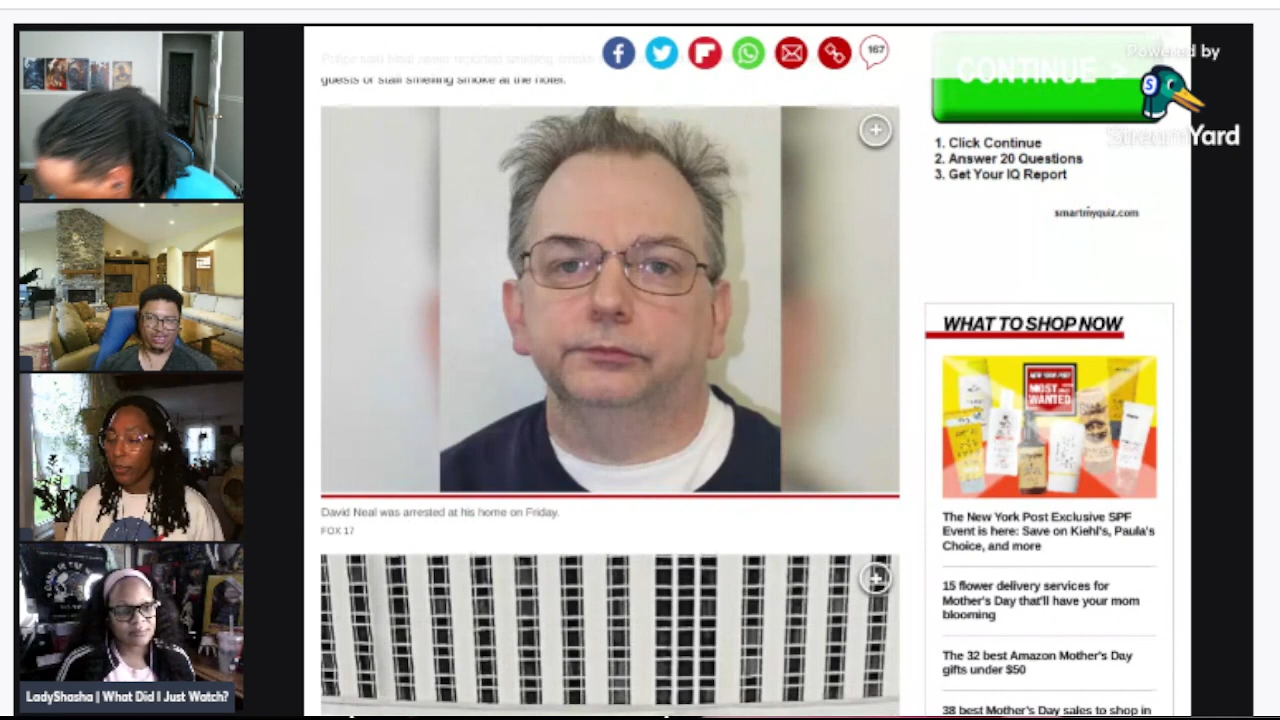 LadyShasha | What Did I Just Watch?
guests or staff smelling smoke at the hotel.
167
David Neal was arrested at his home on Friday.
FOX 17
Powered by
StreamYard
CONTINUE >
1. Click Continue
2. Answer 20 Questions
3. Get Your IQ Report
smartmyquiz.com
WHAT TO SHOP NOW
NEW YORK POST
MOST
WANTED
The New York Post Exclusive SPF
Event is here: Save on Kiehl's, Paula's
Choice, and more
15 flower delivery services for
Mother's Day that'll have your mom
blooming
The 32 best Amazon Mother's Day
gifts under $50
38 best Mother's Day sales to shop in